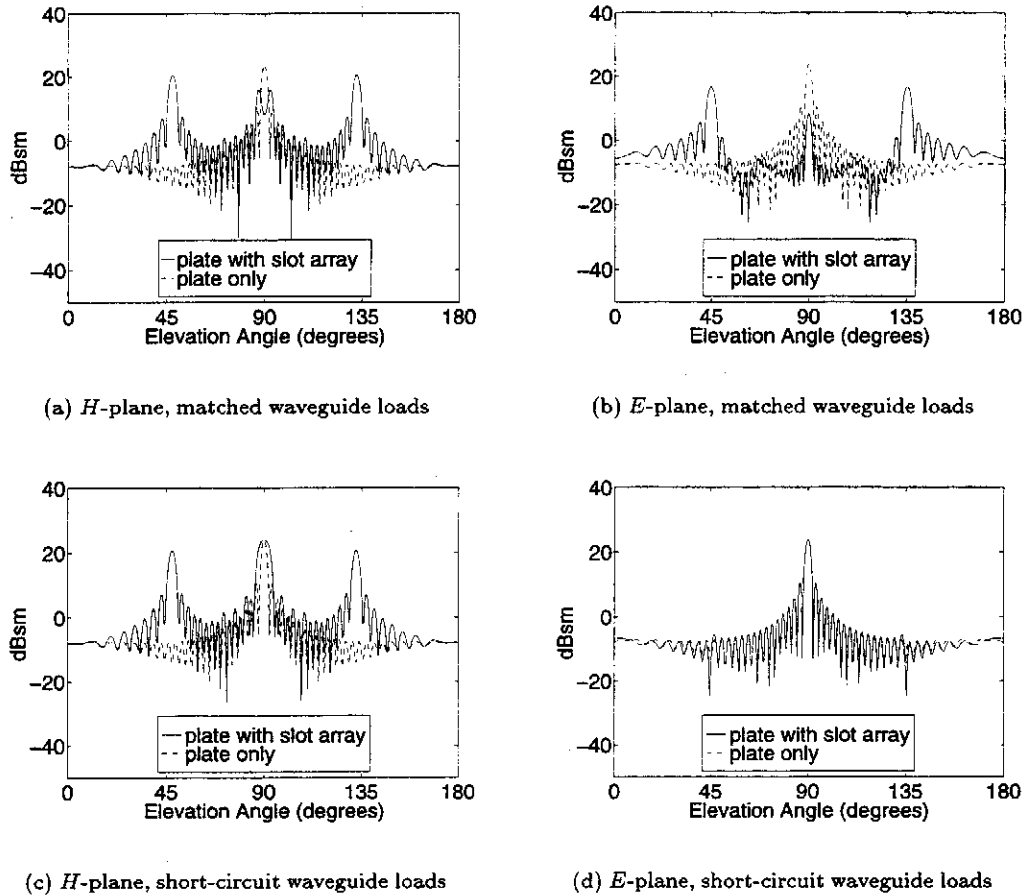 40
20
0
−20
−40
dBsm
plate with slot array
plate only
0 45 90 135 180
Elevation Angle (degrees)
(a) H-plane, matched waveguide loads
40
20
0
−20
−40
dBsm
plate with slot array
plate only
0 45 90 135 180
Elevation Angle (degrees)
(b) E-plane, matched waveguide loads
40
20
0
−20
−40
dBsm
plate with slot array
plate only
0 45 90 135 180
Elevation Angle (degrees)
(c) H-plane, short-circuit waveguide loads
40
20
0
−20
−40
dBsm
plate with slot array
plate only
0 45 90 135 180
Elevation Angle (degrees)
(d) E-plane, short-circuit waveguide loads